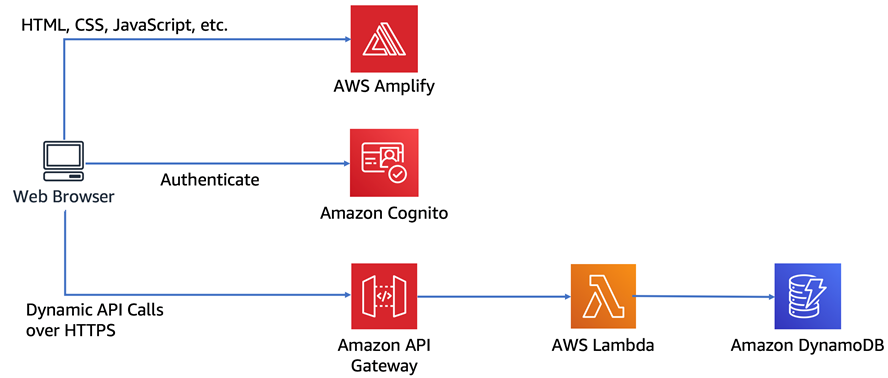 HTML, CSS, JavaScript, etc.
AWS Amplify
Web Browser
Authenticate
Amazon Cognito
Dynamic API Calls
over HTTPS
Amazon API
Gateway
AWS Lambda
Amazon DynamoDB